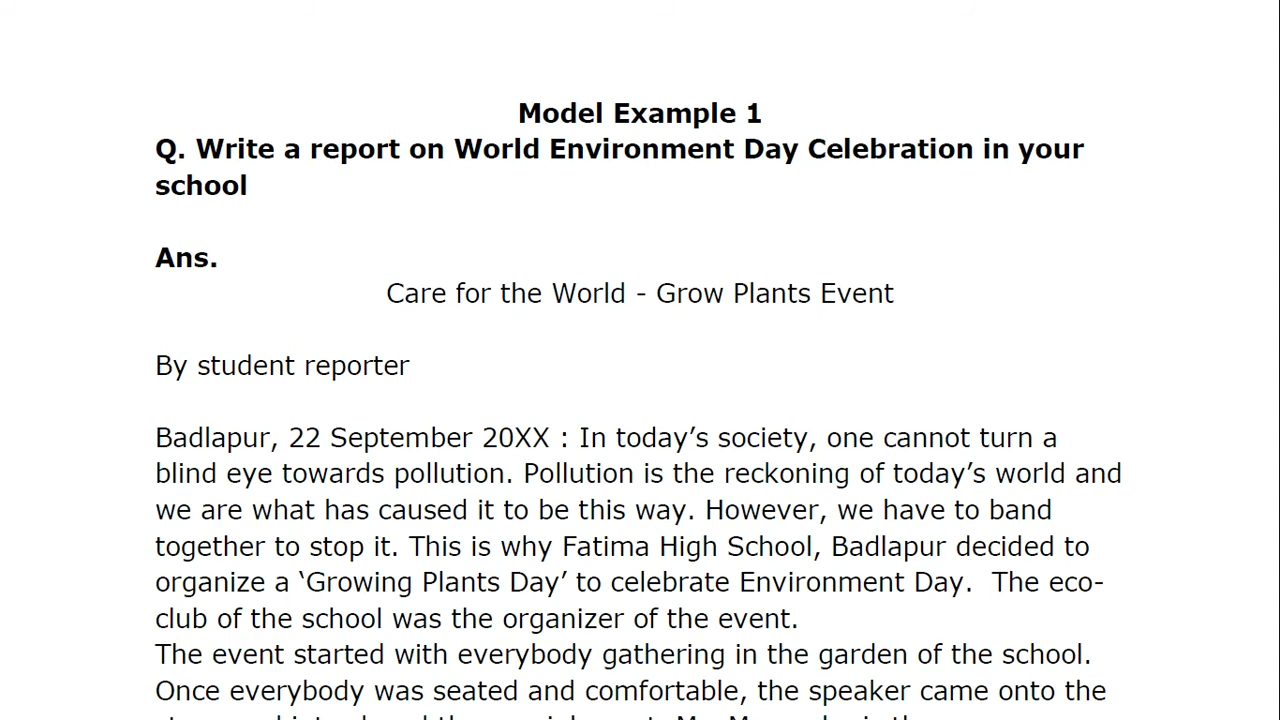 Model Example 1
Q. Write a report on World Environment Day Celebration in your
school
Ans.
Care for the World - Grow Plants Event
By student reporter
Badlapur, 22 September 20XX : In today’s society, one cannot turn a
blind eye towards pollution. Pollution is the reckoning of today’s world and
we are what has caused it to be this way. However, we have to band
together to stop it. This is why Fatima High School, Badlapur decided to
organize a ‘Growing Plants Day’ to celebrate Environment Day.  The eco-
club of the school was the organizer of the event.
The event started with everybody gathering in the garden of the school.
Once everybody was seated and comfortable, the speaker came onto the